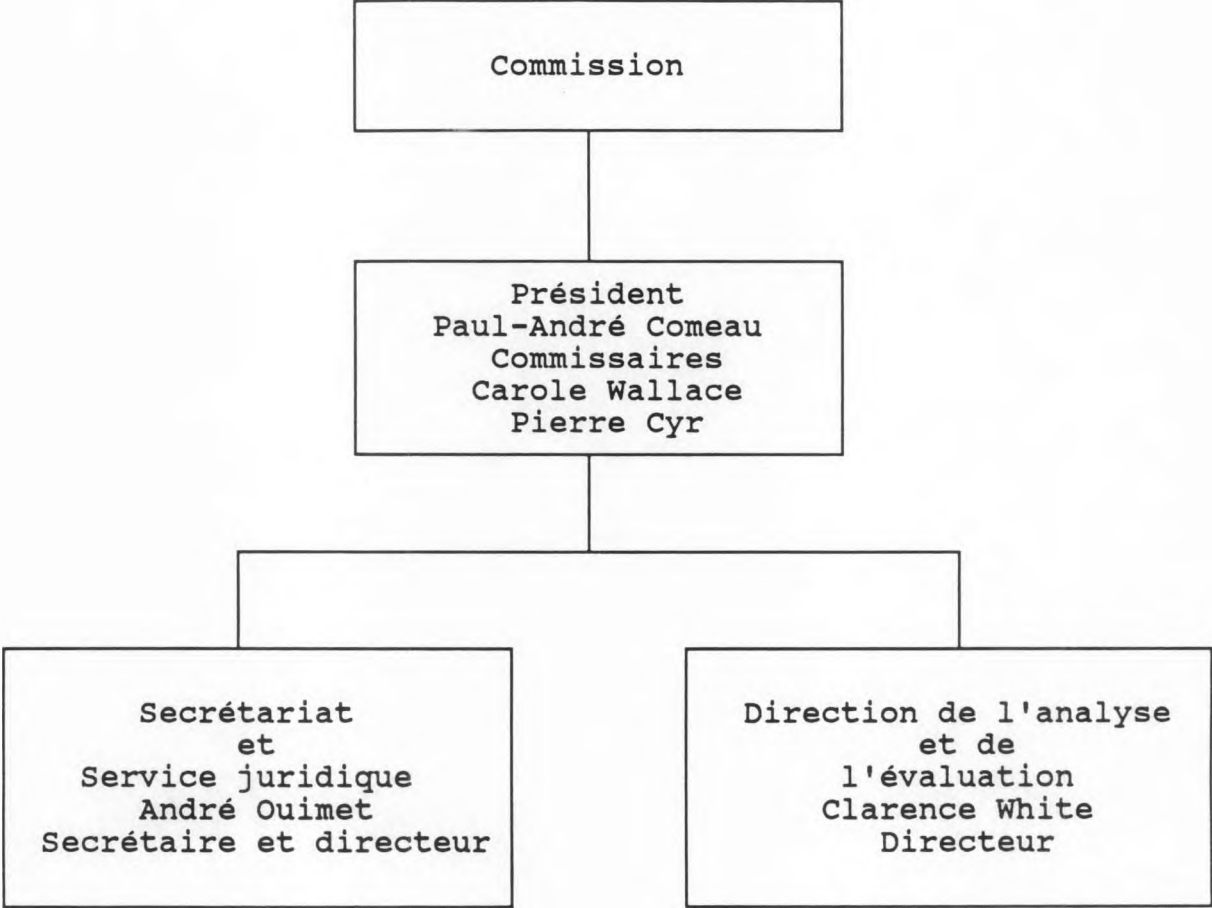 Commission
Président
Paul-André Comeau
Commissaires
Carole Wallace
Pierre Cyr
Secrétariat
et
Service juridique
André Ouimet
Secrétaire et directeur
Direction de l'analyse
et de
l'évaluation
Clarence White
Directeur